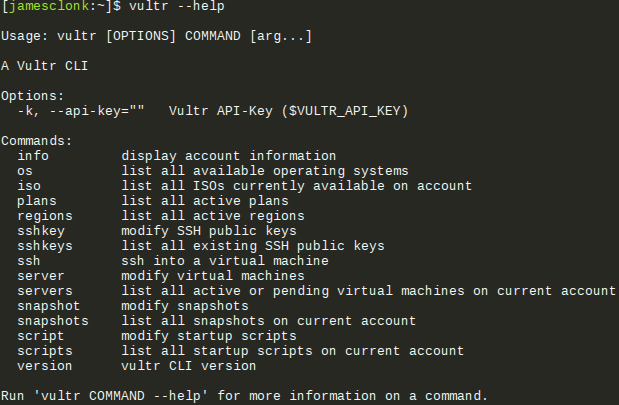 [jamesclonk:~]$ vultr --help

Usage: vultr [OPTIONS] COMMAND [arg...]

A Vultr CLI

Options:
  -k, --api-key=""   Vultr API-Key ($VULTR_API_KEY)

Commands:
  info         display account information
  os           list all available operating systems
  iso          list all ISOs currently available on account
  plans        list all active plans
  regions      list all active regions
  sshkey       modify SSH public keys
  sshkeys      list all existing SSH public keys
  ssh          ssh into a virtual machine
  server       modify virtual machines
  servers      list all active or pending virtual machines on current account
  snapshot     modify snapshots
  snapshots    list all snapshots on current account
  script       modify startup scripts
  scripts      list all startup scripts on current account
  version      vultr CLI version

Run 'vultr COMMAND --help' for more information on a command.